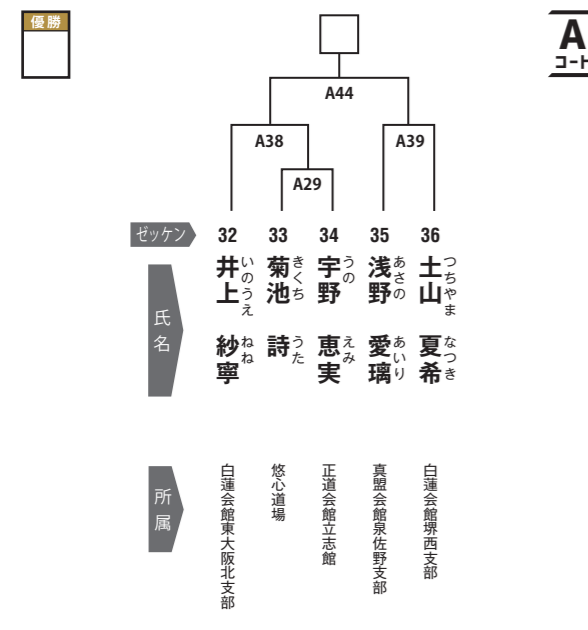 優勝
A
コート
A44
A38
A39
A29
ゼッケン
32
33
34
35
36
氏名
井上 紗寧
いのうえ ねね
菊池 詩
きくち うた
宇野 恵実
うの えみ
浅野 愛璃
あさの あいり
土山 夏希
つちやま なつき
所属
白蓮会館東大阪北支部
悠心道場
正道会館立志館
真盟会館泉佐野支部
白蓮会館堺西支部